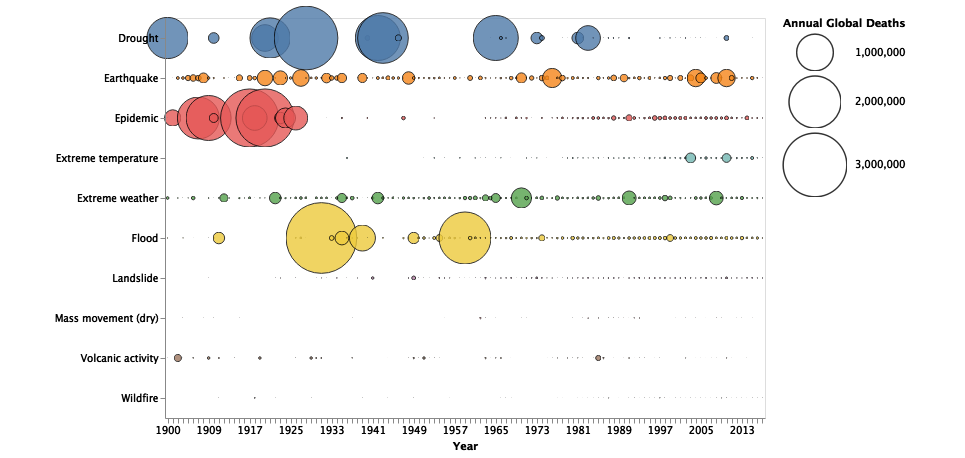 Annual Global Deaths
1,000,000
2,000,000
3,000,000
Drought
Earthquake
Epidemic
Extreme temperature
Extreme weather
Flood
Landslide
Mass movement (dry)
Volcanic activity
Wildfire
1900 1909 1917 1925 1933 1941 1949 1957 1965 1973 1981 1989 1997 2005 2013
Year